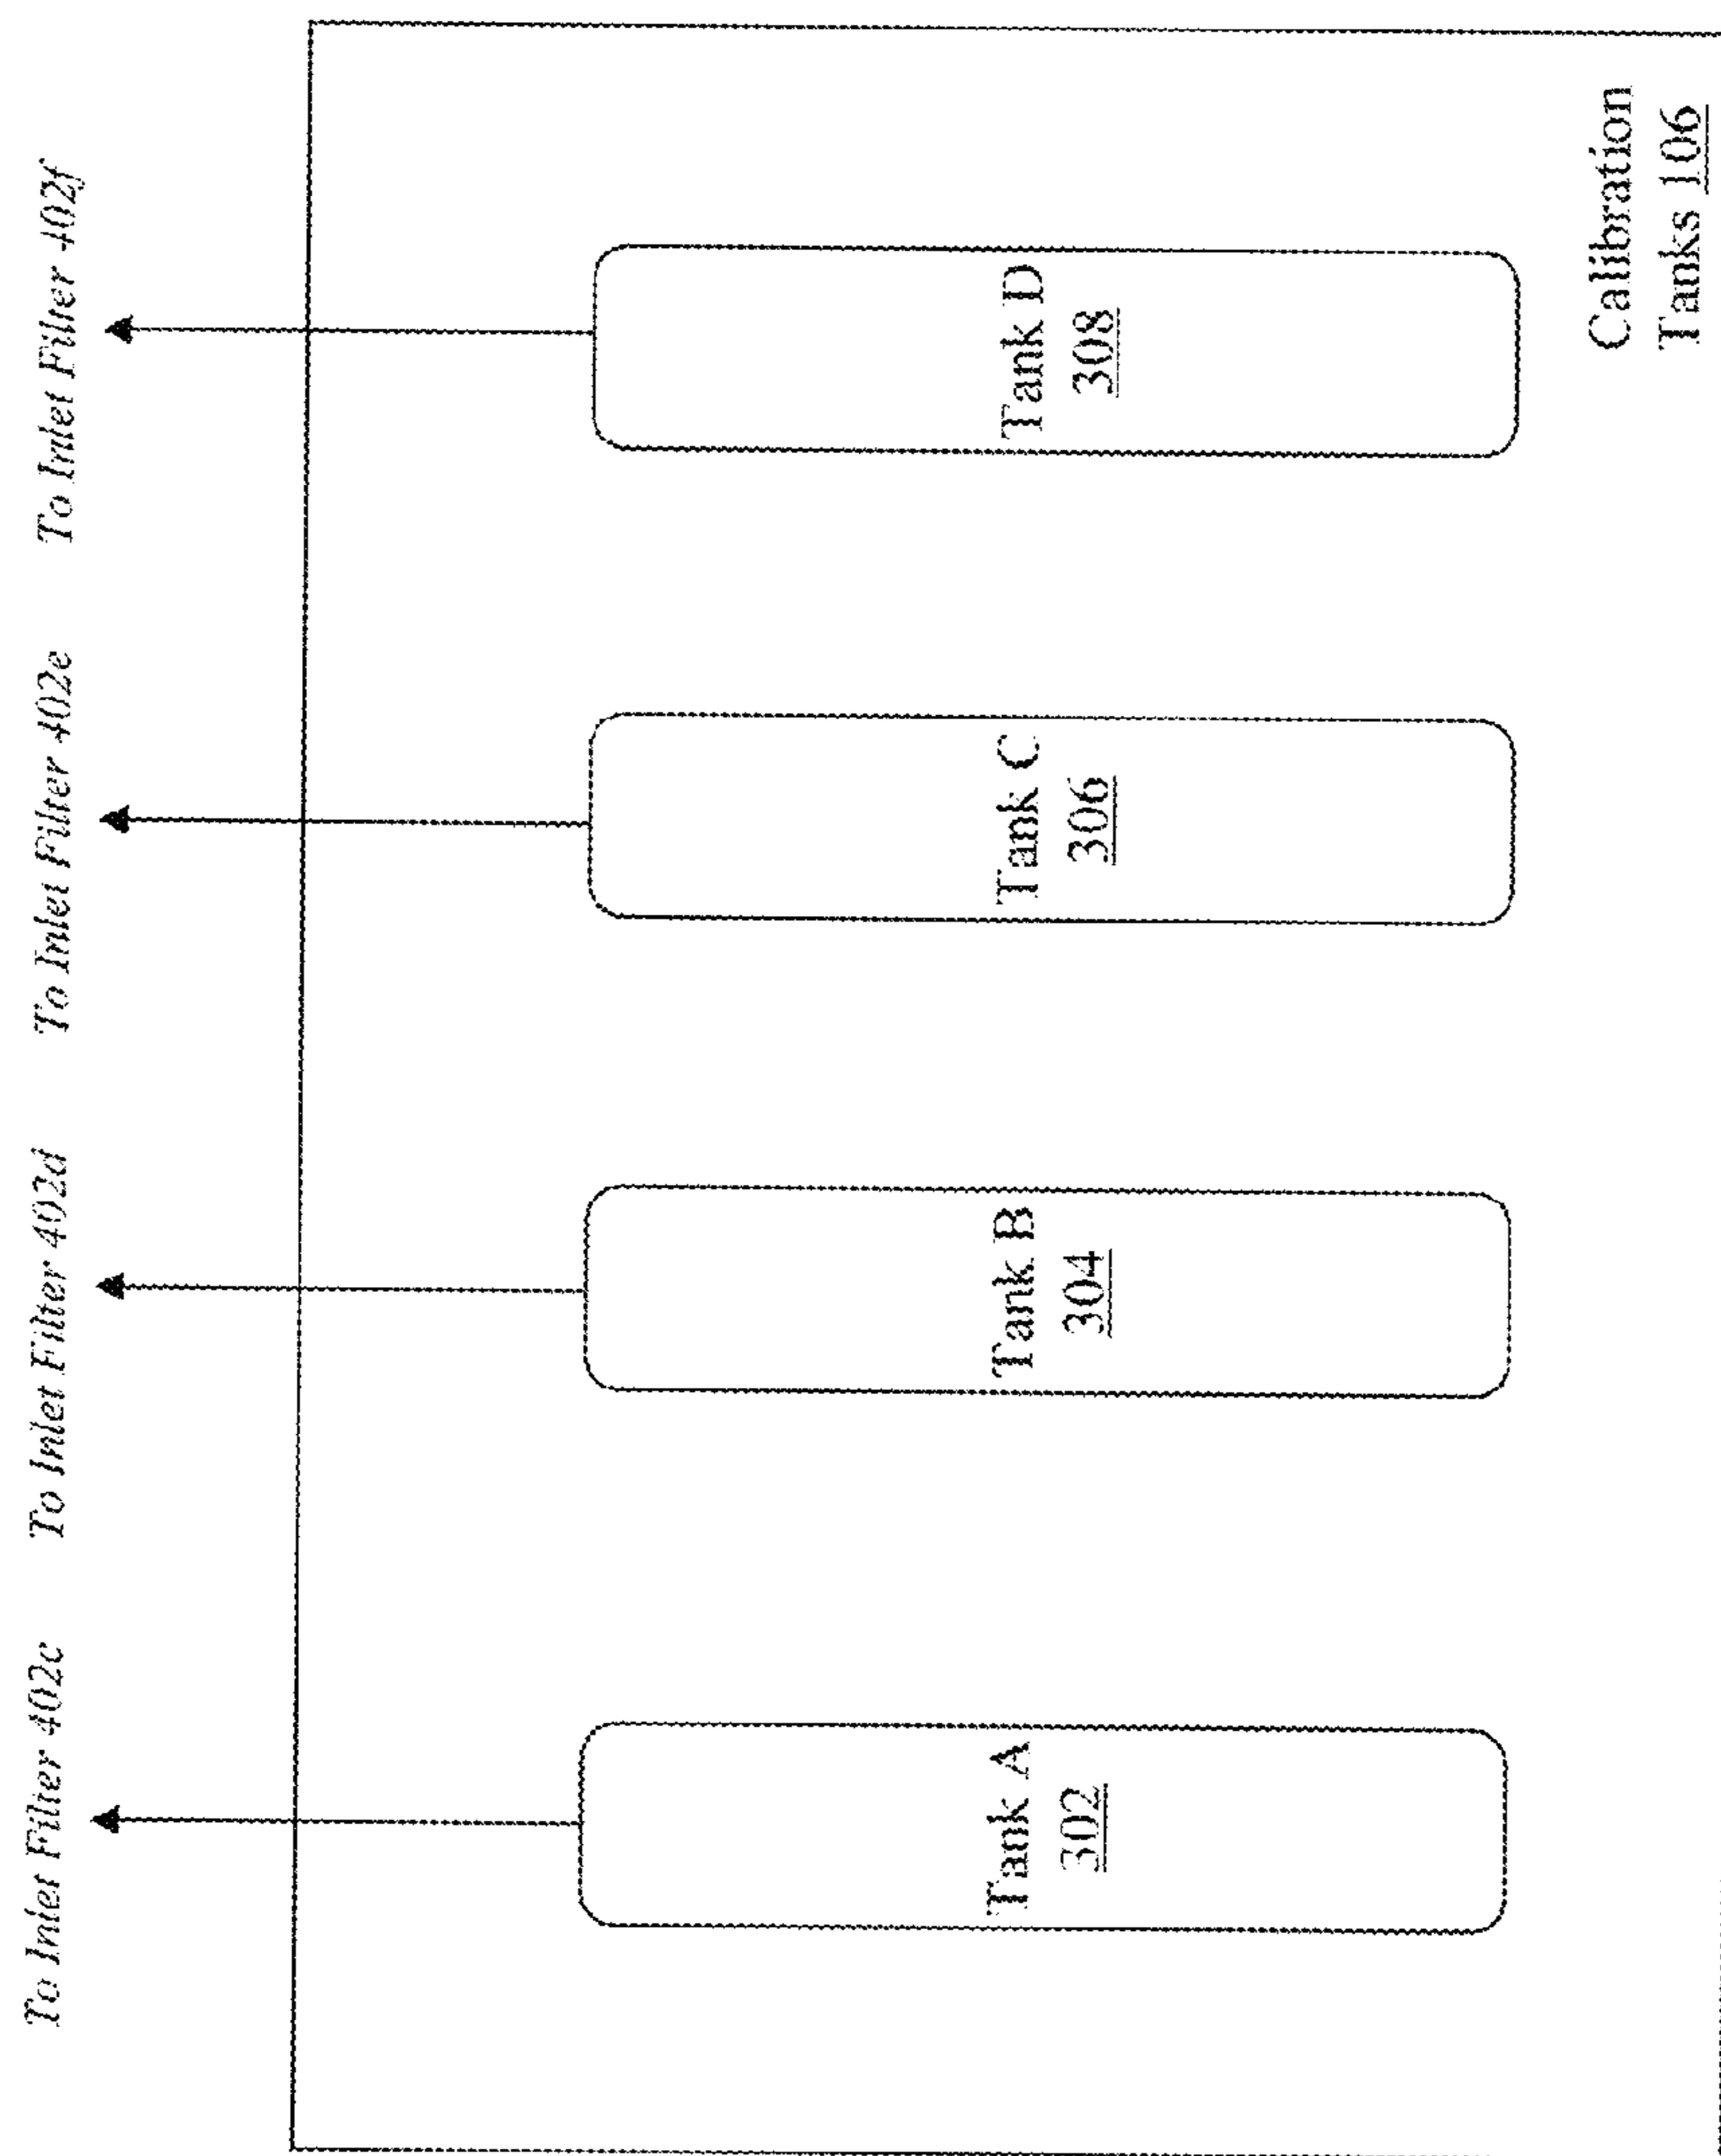 To Inlet Filter 402c
To Inlet Filter 402d
To Inlet Filter 402e
To Inlet Filter 402f
Tank A
302
Tank B
304
Tank C
306
Tank D
308
Calibration
Tanks 106